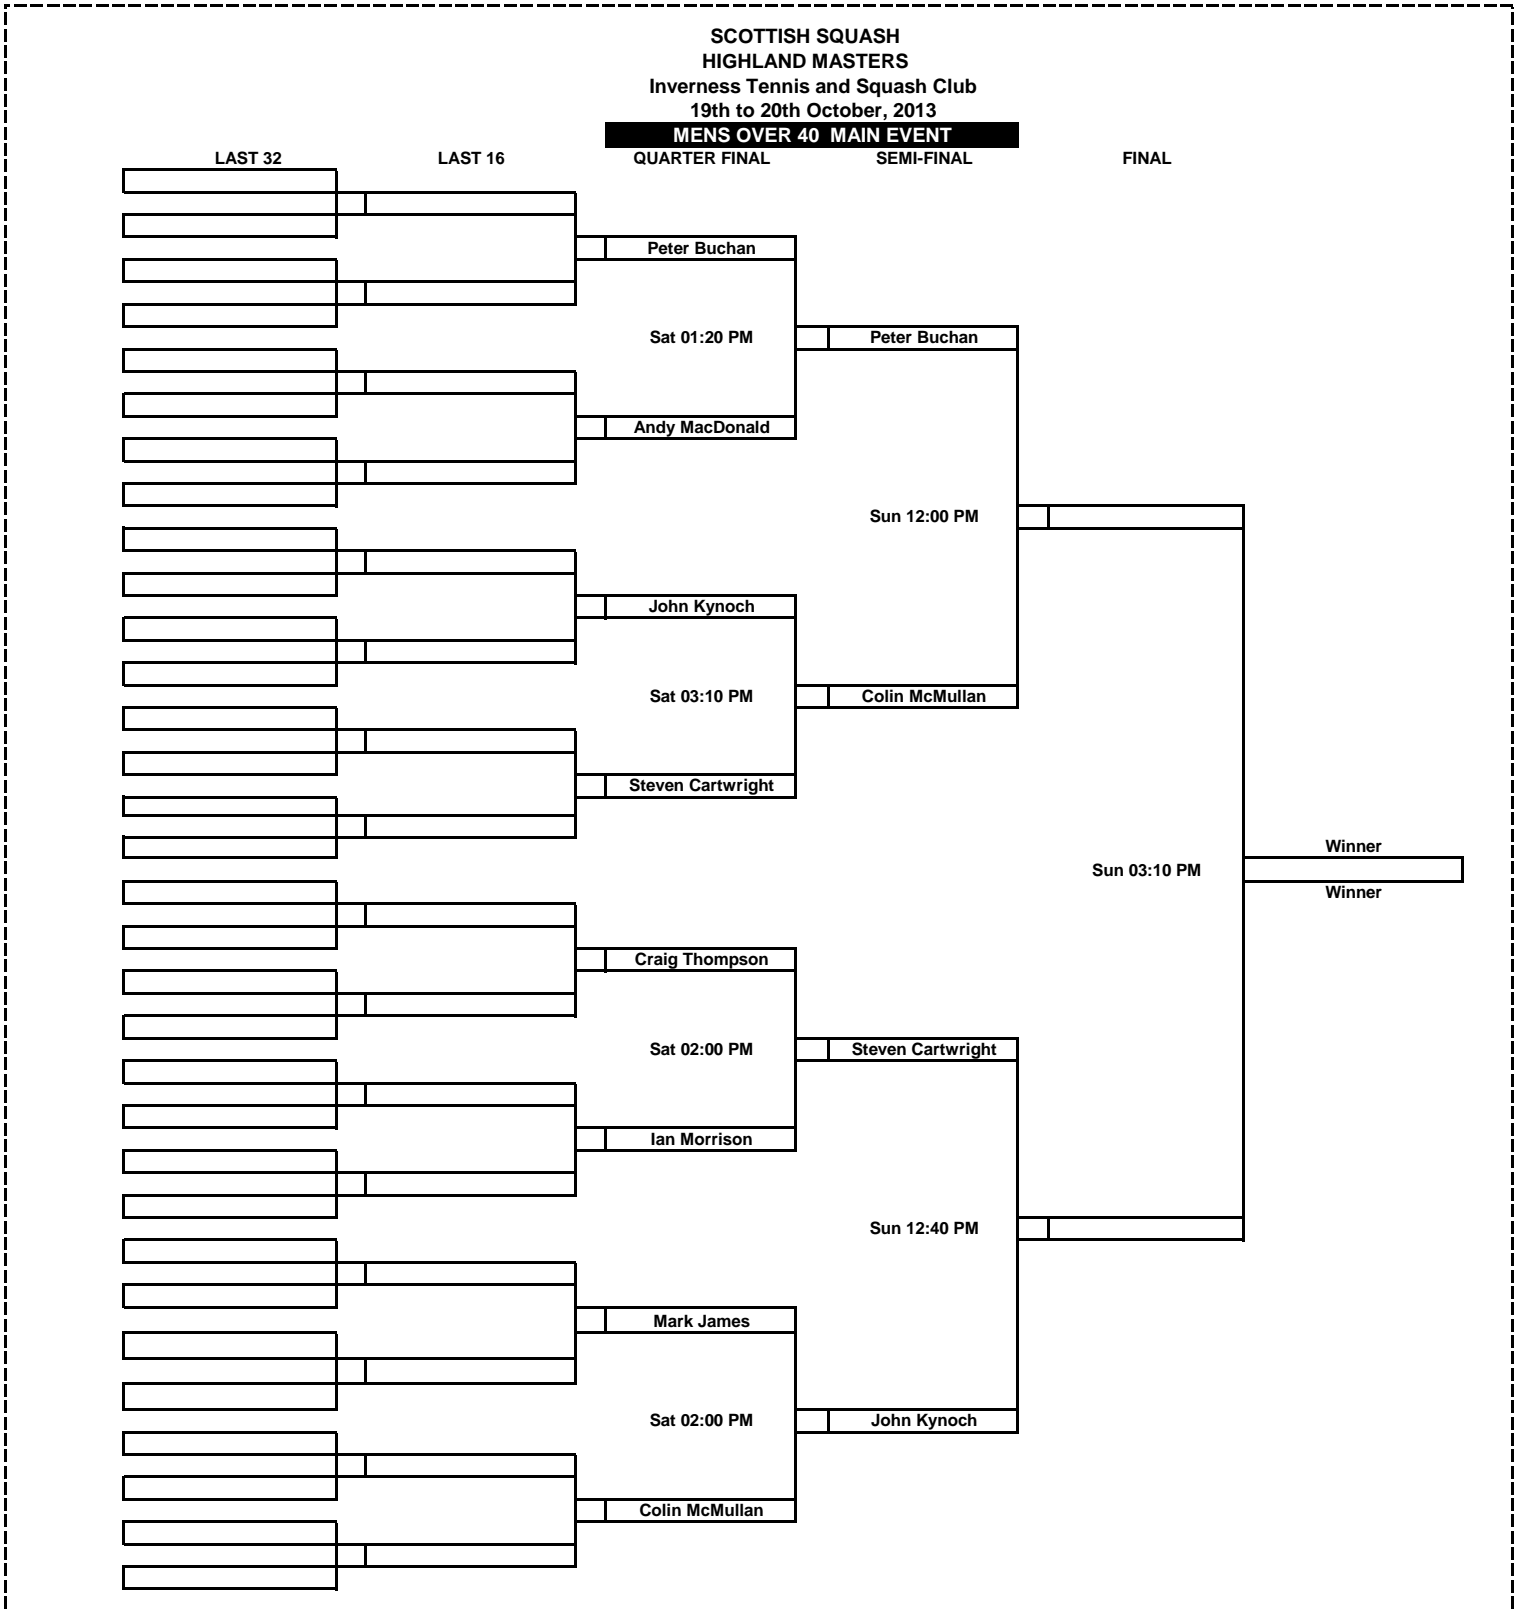 SCOTTISH SQUASH
HIGHLAND MASTERS
Inverness Tennis and Squash Club
19th to 20th October, 2013
MENS OVER 40 MAIN EVENT
LAST 32 LAST 16 QUARTER FINAL SEMI-FINAL FINAL
Peter Buchan
Sat 01:20 PM Peter Buchan
Andy MacDonald
Sun 12:00 PM
John Kynoch
Sat 03:10 PM Colin McMullan
Steven Cartwright
Winner
Sun 03:10 PM
Winner
Craig Thompson
Sat 02:00 PM Steven Cartwright
Ian Morrison
Sun 12:40 PM
Mark James
Sat 02:00 PM John Kynoch
Colin McMullan